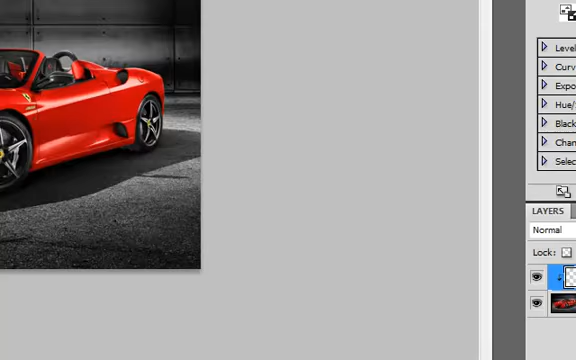 Level
Curv
Expo
Hue/
Black
Chan
Selec
LAYERS
Normal
Lock: